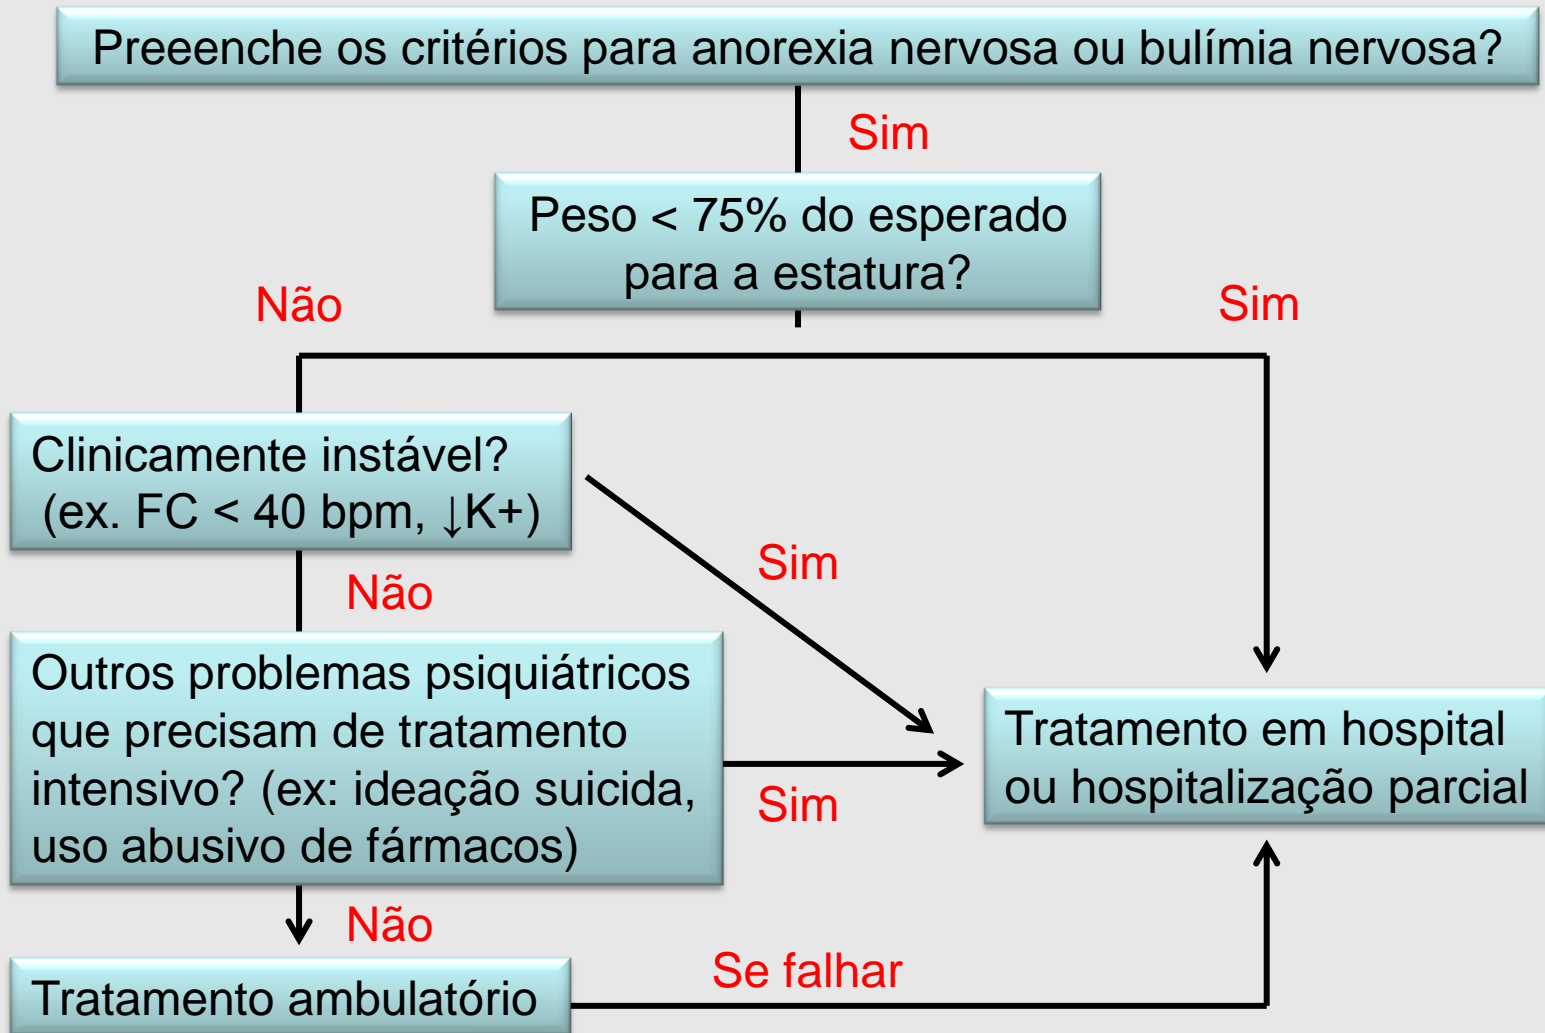 Preeenche os critérios para anorexia nervosa ou bulímia nervosa?
Sim
Peso < 75% do esperado
para a estatura?
Não
Sim
Clinicamente instável?
(ex. FC < 40 bpm, ↓K+)
Sim
Não
Outros problemas psiquiátricos
que precisam de tratamento
intensivo? (ex: ideação suicida,
uso abusivo de fármacos)
Sim
Tratamento em hospital
ou hospitalização parcial
Não
Se falhar
Tratamento ambulatório